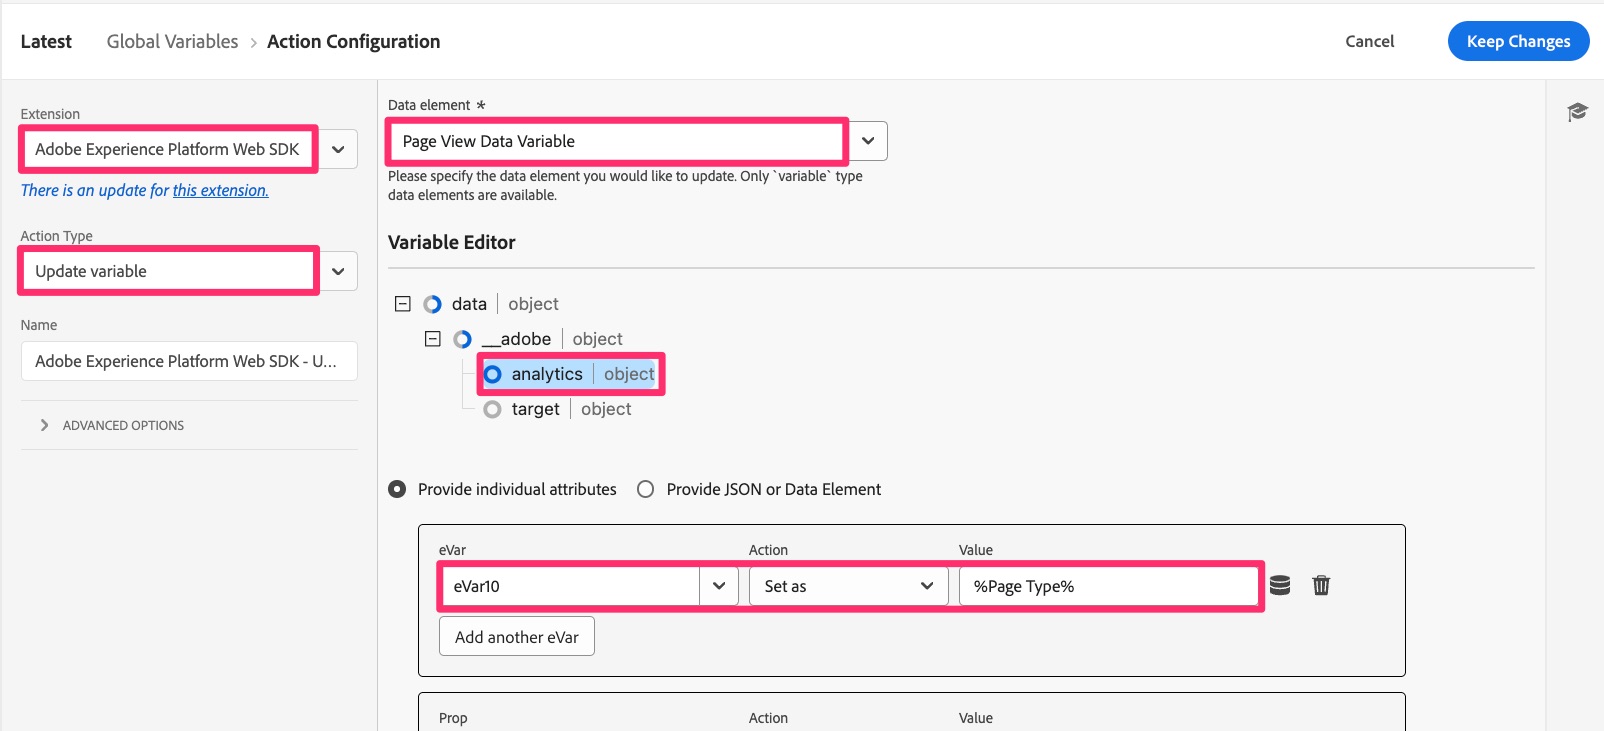 Latest Global Variables > Action Configuration Cancel Keep Changes
Extension
Adobe Experience Platform Web SDK
There is an update for this extension.
Action Type
Update variable
Name
Adobe Experience Platform Web SDK - U...
ADVANCED OPTIONS
Data element *
Page View Data Variable
Please specify the data element you would like to update. Only `variable` type
data elements are available.
Variable Editor
data object
__adobe object
analytics object
target object
Provide individual attributes Provide JSON or Data Element
eVar Action Value
eVar10 Set as %Page Type%
Add another eVar
Prop Action Value